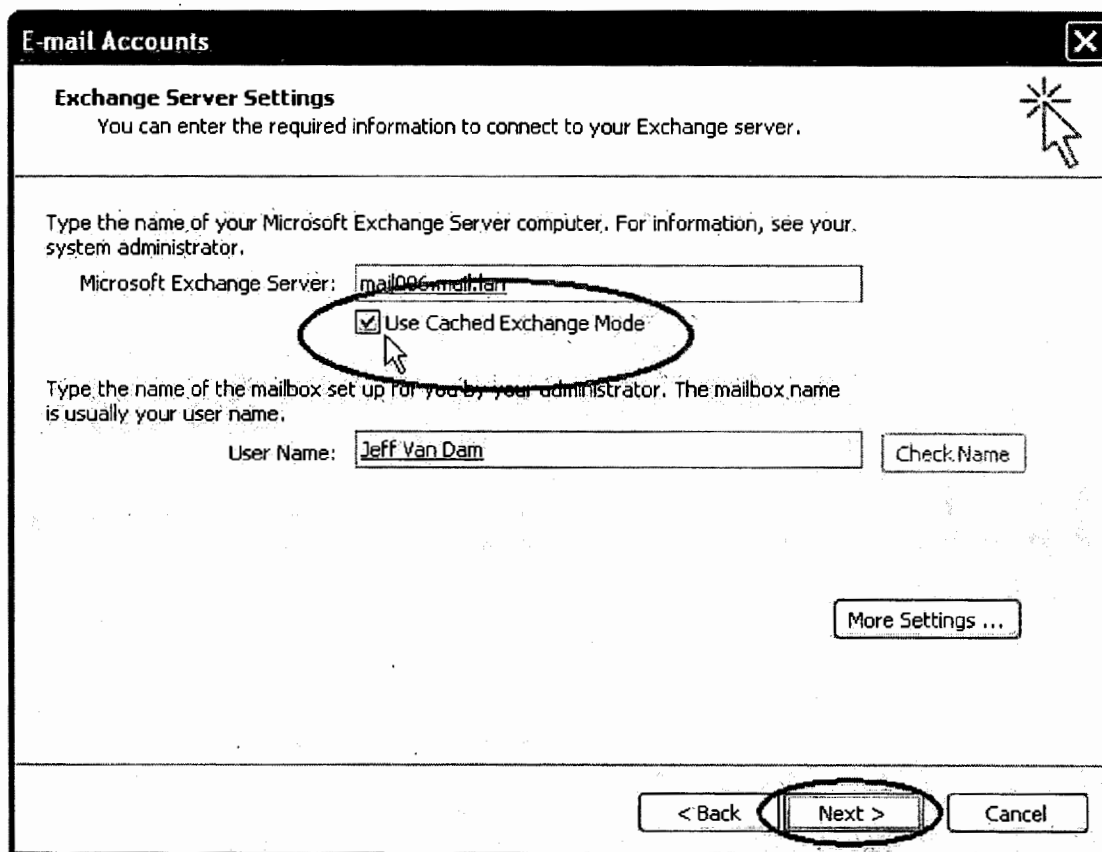 E-mail Accounts
Exchange Server Settings
You can enter the required information to connect to your Exchange server.
Type the name of your Microsoft Exchange Server computer. For information, see your
system administrator.
Microsoft Exchange Server:
Use Cached Exchange Mode
Type the name of the mailbox set up for you by your administrator. The mailbox name
is usually your user name.
User Name: Jeff Van Dam Check Name
More Settings ...
< Back Next > Cancel